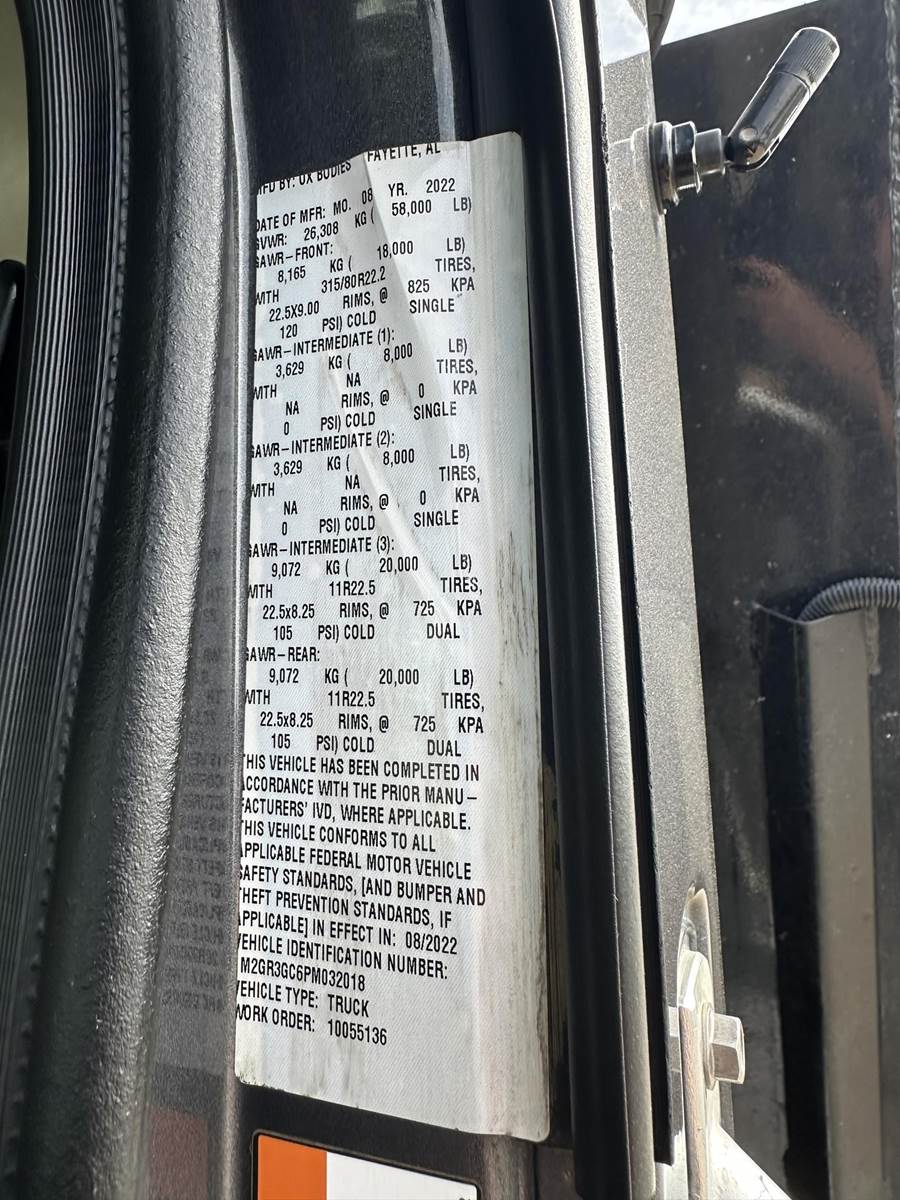 MFD BY: OX BODIES FAYETTE, AL
DATE OF MFR: MO. 08 YR. 2022
GVWR: 26,308 KG ( 58,000 LB)
GAWR-FRONT:
8,165 KG ( 18,000 LB)
WITH 315/80R22.2 TIRES,
22.5X9.00 RIMS, @ 825 KPA
120 PSI) COLD SINGLE
GAWR-INTERMEDIATE (1):
3,629 KG ( 8,000 LB)
WITH NA TIRES,
NA RIMS, @ 0 KPA
0 PSI) COLD SINGLE
GAWR-INTERMEDIATE (2):
3,629 KG ( 8,000 LB)
WITH NA TIRES,
NA RIMS, @ 0 KPA
0 PSI) COLD SINGLE
GAWR-INTERMEDIATE (3):
9,072 KG ( 20,000 LB)
WITH 11R22.5 TIRES,
22.5x8.25 RIMS, @ 725 KPA
105 PSI) COLD DUAL
GAWR-REAR:
9,072 KG ( 20,000 LB)
WITH 11R22.5 TIRES,
22.5x8.25 RIMS, @ 725 KPA
105 PSI) COLD DUAL
THIS VEHICLE HAS BEEN COMPLETED IN
ACCORDANCE WITH THE PRIOR MANU-
FACTURERS' IVD, WHERE APPLICABLE.
THIS VEHICLE CONFORMS TO ALL
APPLICABLE FEDERAL MOTOR VEHICLE
SAFETY STANDARDS, [AND BUMPER AND
THEFT PREVENTION STANDARDS, IF
APPLICABLE] IN EFFECT IN: 08/2022
VEHICLE IDENTIFICATION NUMBER:
M2GR3GC6PM032018
VEHICLE TYPE: TRUCK
WORK ORDER: 10055136